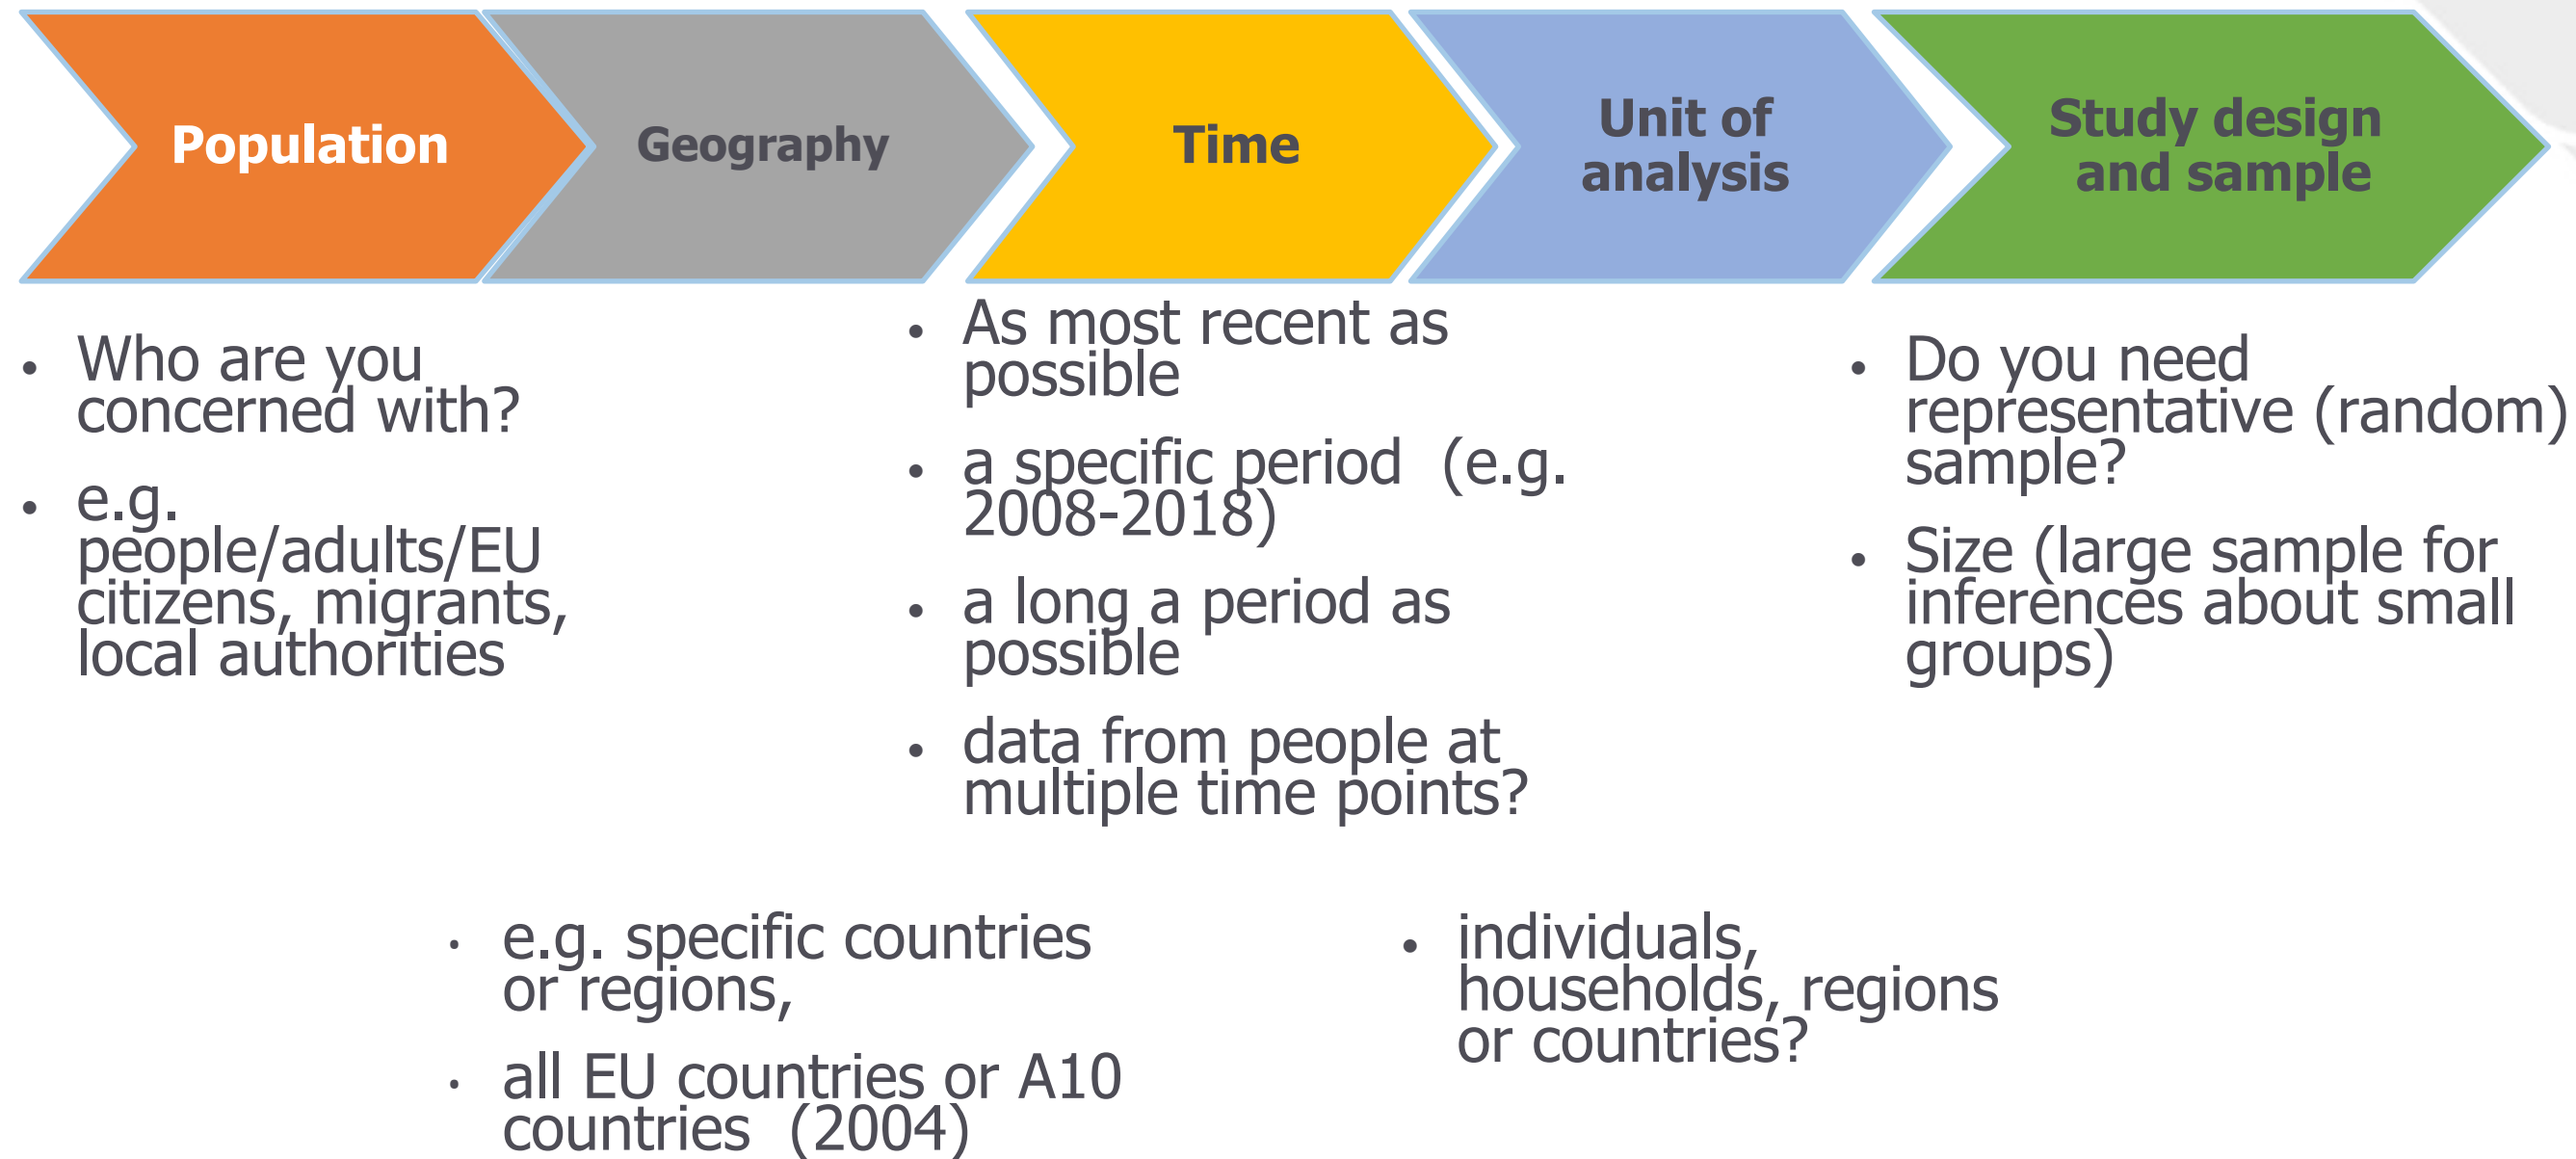 Population
Geography
Time
Unit of
analysis
Study design
and sample
• Who are you
concerned with?
• e.g.
people/adults/EU
citizens, migrants,
local authorities
• As most recent as
possible
• a specific period  (e.g.
2008-2018)
• a long a period as
possible
• data from people at
multiple time points?
• Do you need
representative (random)
sample?
• Size (large sample for
inferences about small
groups)
• e.g. specific countries
or regions,
• all EU countries or A10
countries  (2004)
• individuals,
households, regions
or countries?